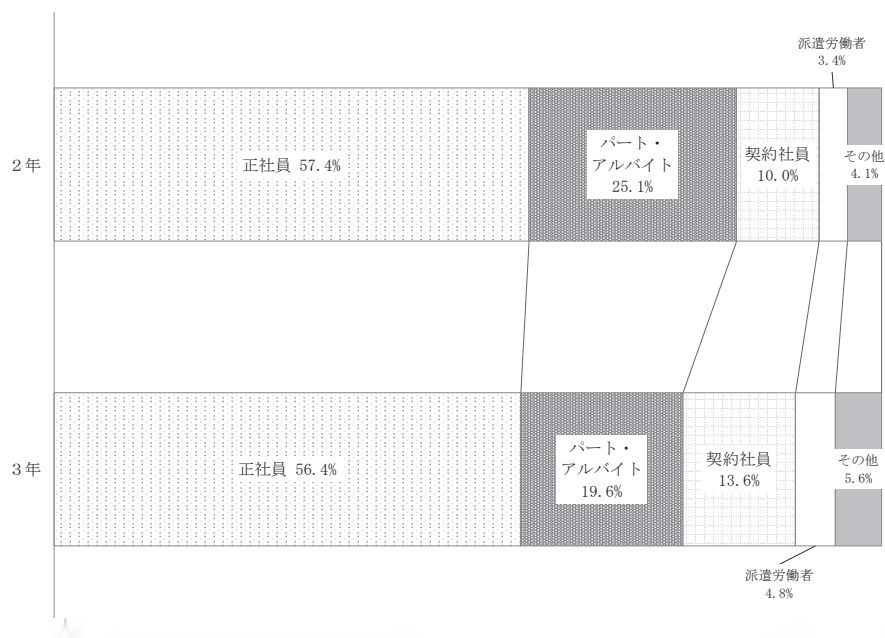 派遣労働者
3.4%
2年
正社員 57.4%
パート・
アルバイト
25.1%
契約社員
10.0%
その他
4.1%
3年
正社員 56.4%
パート・
アルバイト
19.6%
契約社員
13.6%
その他
5.6%
派遣労働者
4.8%